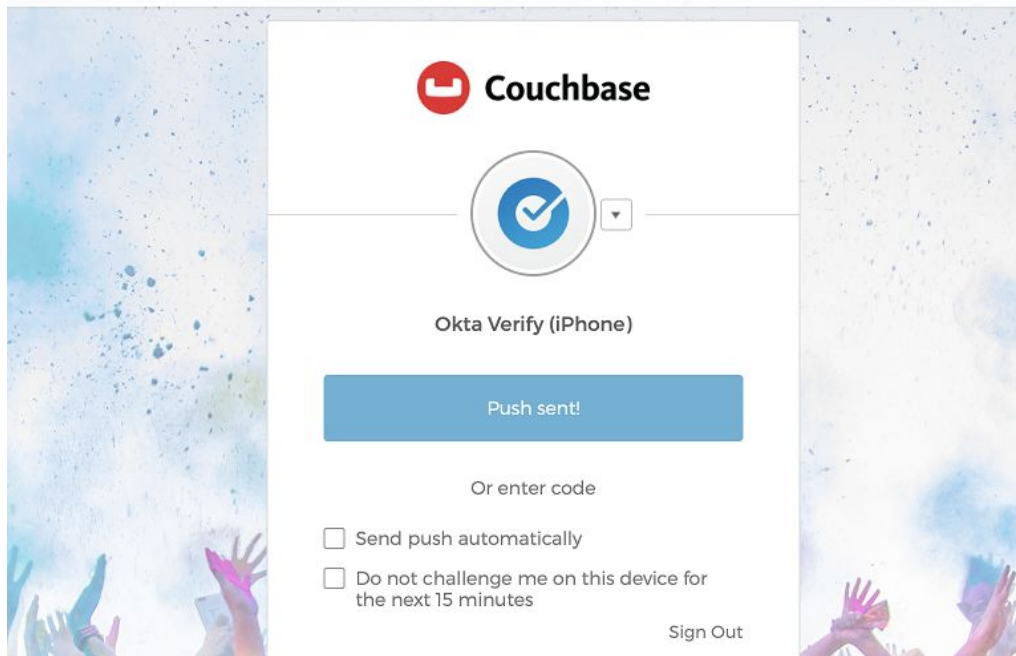 Couchbase
Okta Verify (iPhone)
Push sent!
Or enter code
Send push automatically
Do not challenge me on this device for
the next 15 minutes
Sign Out